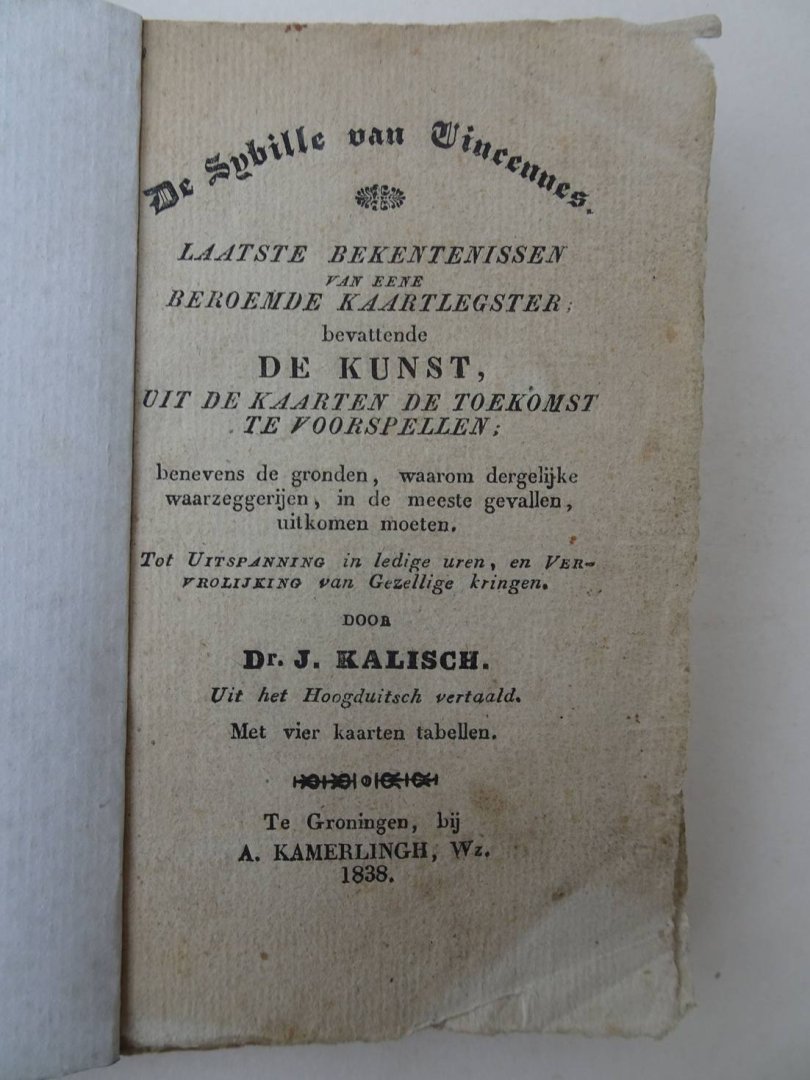 De Sybille van Vincennes.
LAATSTE BEKENTENISSEN
VAN EENE
BEROEMDE KAARTLEGSTER;
bevattende
DE KUNST,
UIT DE KAARTEN DE TOEKOMST
TE VOORSPELLEN;
benevens de gronden, waarom dergelijke
waarzeggerijen, in de meeste gevallen,
uitkomen moeten.
Tot UITSPANNING in ledige uren, en VER-
VROLIJKING van Gezellige kringen.
DOOR
Dr. J. KALISCH.
Uit het Hoogduitsch vertaald.
Met vier kaarten tabellen.
Te Groningen, bij
A. KAMERLINGH, Wz.
1838.